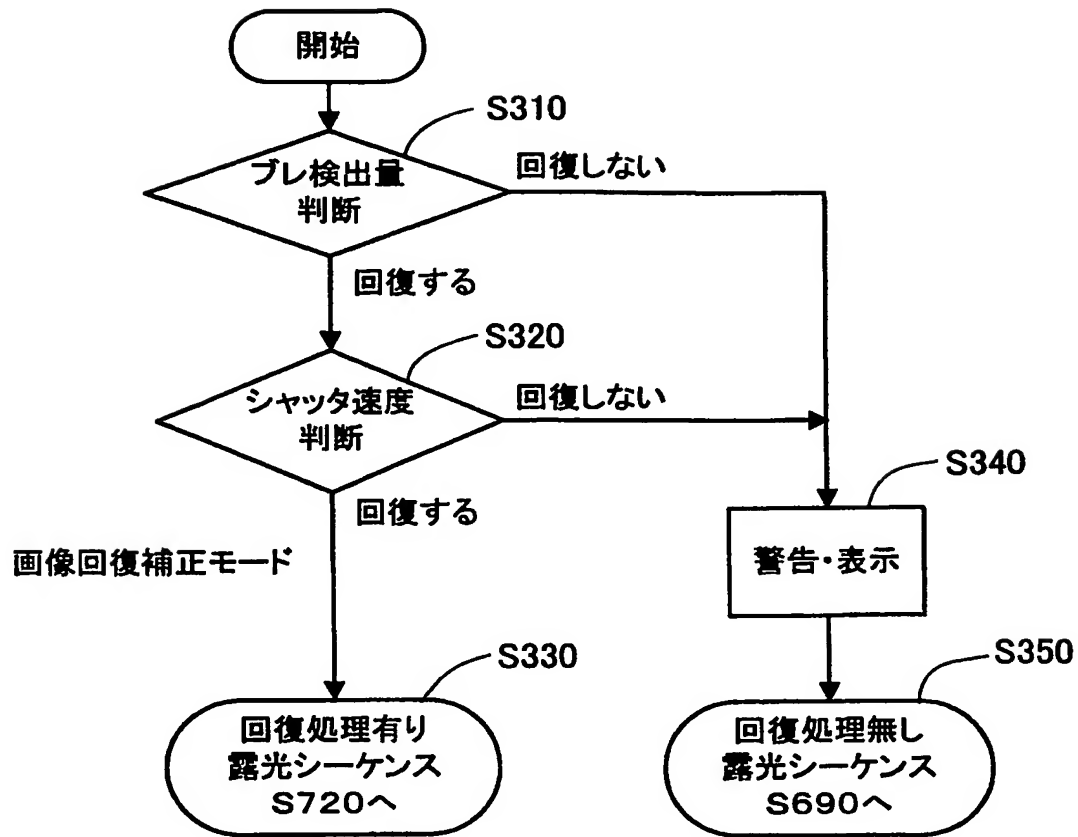 開始
S310
ブレ検出量
判断
回復しない
回復する
S320
シャッタ速度
判断
回復しない
回復する
画像回復補正モード
S340
警告・表示
S330
回復処理有り
露光シーケンス
S720へ
S350
回復処理無し
露光シーケンス
S690へ